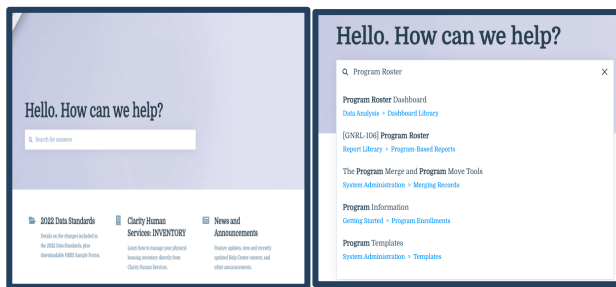 Hello. How can we help?
Search for answers
2022 Data Standards
Details on the changes included in
the 2022 Data Standards, plus
downloadable HMIS Sample Forms.
Clarity Human
Services: INVENTORY
Learn how to manage your physical
housing inventory directly from
Clarity Human Services.
News and
Announcements
Feature updates, new and recently
updated Help Center content, and
other announcements.
Hello. How can we help?
Program Roster X
Program Roster Dashboard
Data Analysis > Dashboard Library
[GNRL-106] Program Roster
Report Library > Program-Based Reports
The Program Merge and Program Move Tools
System Administration > Merging Records
Program Information
Getting Started > Program Enrollments
Program Templates
System Administration > Templates